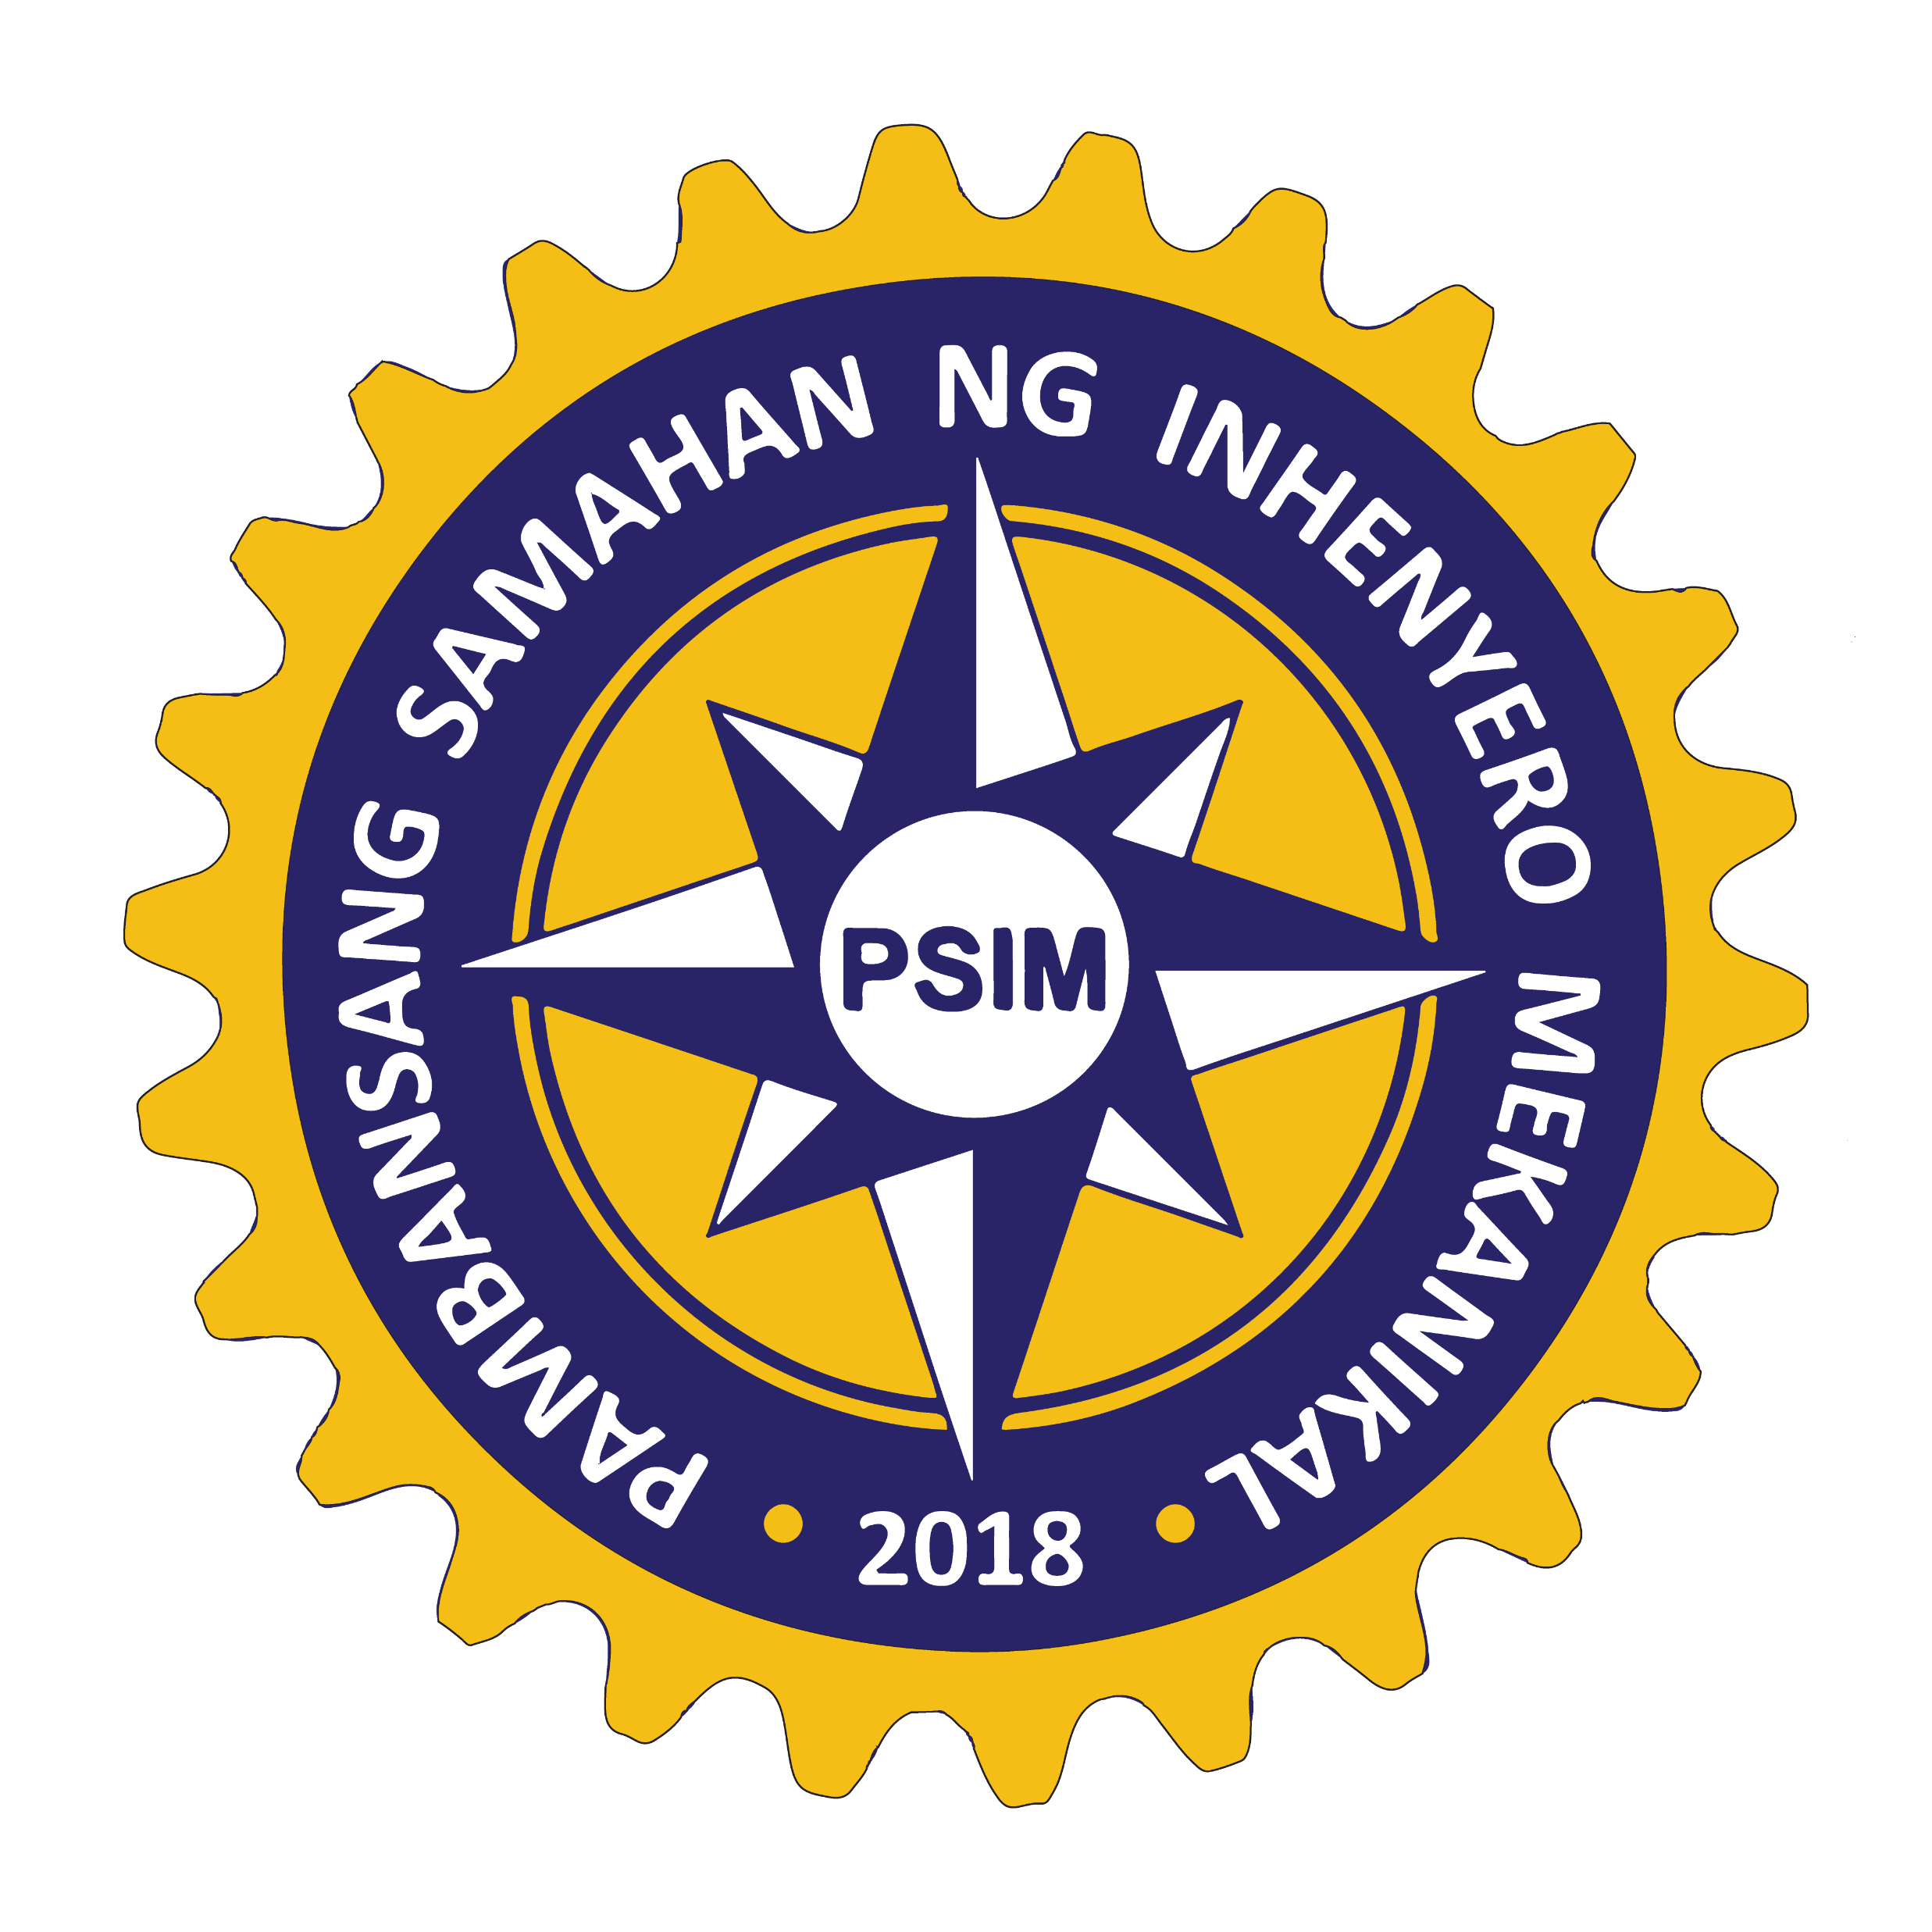 PAMBANSANG SAMAHAN NG INHENYERO MEKANIKAL
PSIM
2018